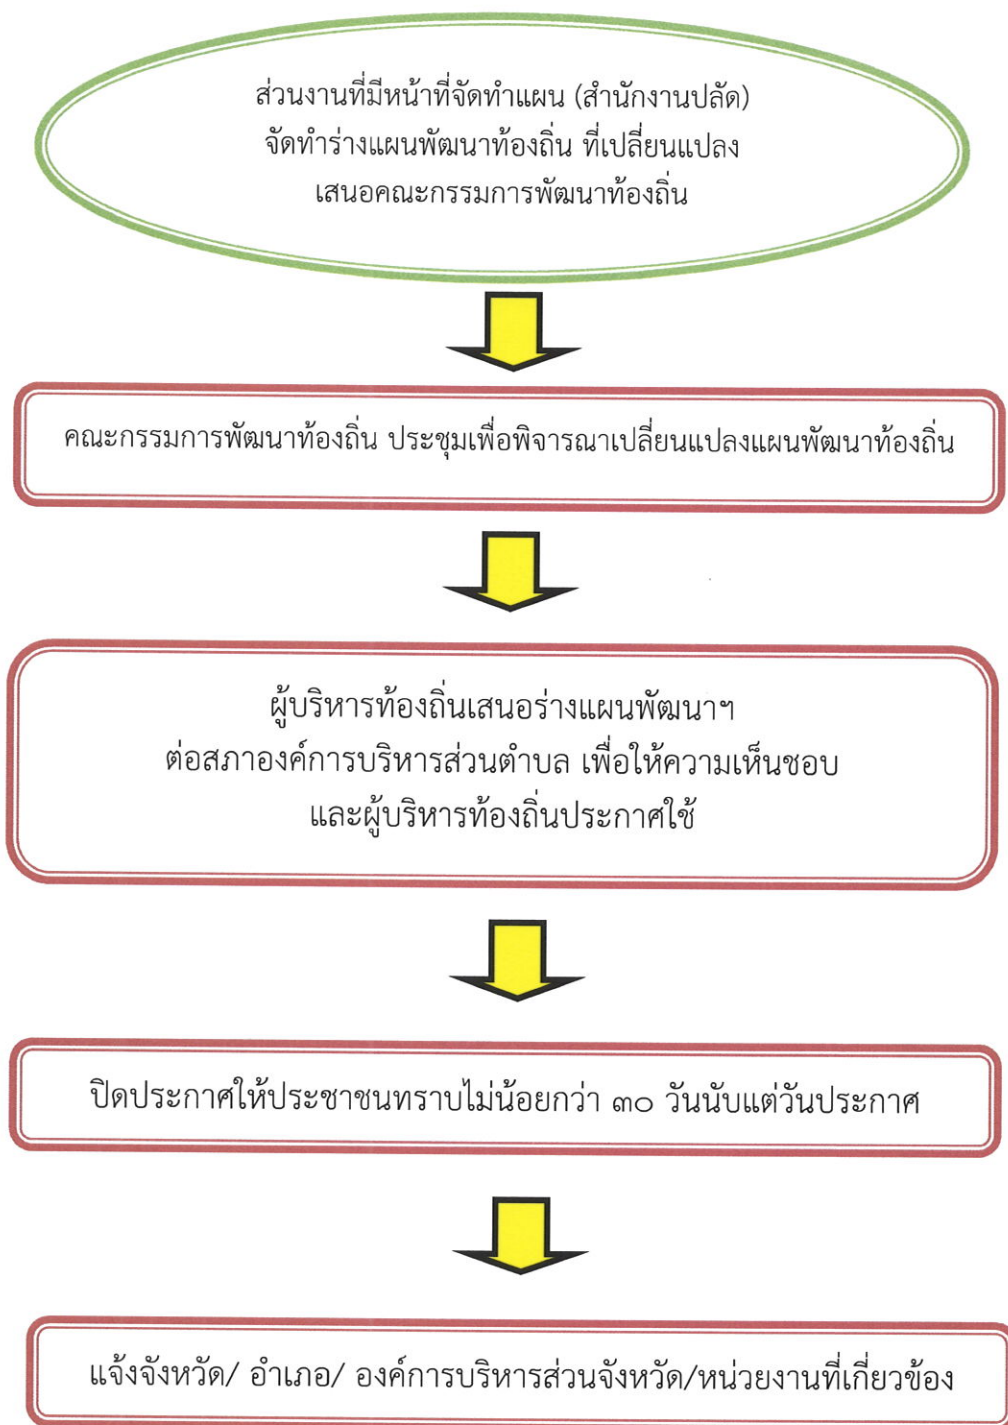 ส่วนงานที่มีหน้าที่จัดทำแผน (สำนักงานปลัด)
จัดทำร่างแผนพัฒนาท้องถิ่น ที่เปลี่ยนแปลง
เสนอคณะกรรมการพัฒนาท้องถิ่น
คณะกรรมการพัฒนาท้องถิ่น ประชุมเพื่อพิจารณาเปลี่ยนแปลงแผนพัฒนาท้องถิ่น
ผู้บริหารท้องถิ่นเสนอร่างแผนพัฒนาฯ
ต่อสภาองค์การบริหารส่วนตำบล เพื่อให้ความเห็นชอบ
และผู้บริหารท้องถิ่นประกาศใช้
ปิดประกาศให้ประชาชนทราบไม่น้อยกว่า ๓๐ วันนับแต่วันประกาศ
แจ้งจังหวัด/ อำเภอ/ องค์การบริหารส่วนจังหวัด/หน่วยงานที่เกี่ยวข้อง